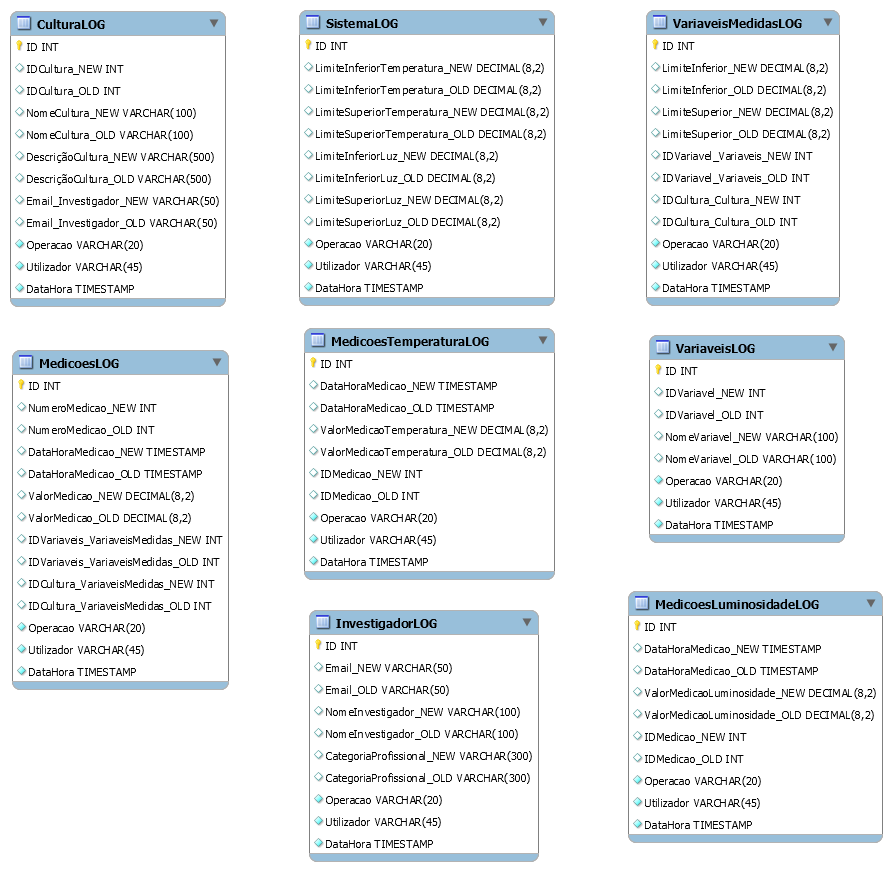 CulturaLOG
ID INT
IDCultura_NEW INT
IDCultura_OLD INT
NomeCultura_NEW VARCHAR(100)
NomeCultura_OLD VARCHAR(100)
DescriçãoCultura_NEW VARCHAR(500)
DescriçãoCultura_OLD VARCHAR(500)
Email_Investigador_NEW VARCHAR(50)
Email_Investigador_OLD VARCHAR(50)
Operacao VARCHAR(20)
Utilizador VARCHAR(45)
DataHora TIMESTAMP
SistemaLOG
ID INT
LimiteInferiorTemperatura_NEW DECIMAL(8,2)
LimiteInferiorTemperatura_OLD DECIMAL(8,2)
LimiteSuperiorTemperatura_NEW DECIMAL(8,2)
LimiteSuperiorTemperatura_OLD DECIMAL(8,2)
LimiteInferiorLuz_NEW DECIMAL(8,2)
LimiteInferiorLuz_OLD DECIMAL(8,2)
LimiteSuperiorLuz_NEW DECIMAL(8,2)
LimiteSuperiorLuz_OLD DECIMAL(8,2)
Operacao VARCHAR(20)
Utilizador VARCHAR(45)
DataHora TIMESTAMP
VariaveisMedidasLOG
ID INT
LimiteInferior_NEW DECIMAL(8,2)
LimiteInferior_OLD DECIMAL(8,2)
LimiteSuperior_NEW DECIMAL(8,2)
LimiteSuperior_OLD DECIMAL(8,2)
IDVariavel_Variaveis_NEW INT
IDVariavel_Variaveis_OLD INT
IDCultura_Cultura_NEW INT
IDCultura_Cultura_OLD INT
Operacao VARCHAR(20)
Utilizador VARCHAR(45)
DataHora TIMESTAMP
MedicoesLOG
ID INT
NumeroMedicao_NEW INT
NumeroMedicao_OLD INT
DataHoraMedicao_NEW TIMESTAMP
DataHoraMedicao_OLD TIMESTAMP
ValorMedicao_NEW DECIMAL(8,2)
ValorMedicao_OLD DECIMAL(8,2)
IDVariaveis_VariaveisMedidas_NEW INT
IDVariaveis_VariaveisMedidas_OLD INT
IDCultura_VariaveisMedidas_NEW INT
IDCultura_VariaveisMedidas_OLD INT
Operacao VARCHAR(20)
Utilizador VARCHAR(45)
DataHora TIMESTAMP
MedicoesTemperaturaLOG
ID INT
DataHoraMedicao_NEW TIMESTAMP
DataHoraMedicao_OLD TIMESTAMP
ValorMedicaoTemperatura_NEW DECIMAL(8,2)
ValorMedicaoTemperatura_OLD DECIMAL(8,2)
IDMedicao_NEW INT
IDMedicao_OLD INT
Operacao VARCHAR(20)
Utilizador VARCHAR(45)
DataHora TIMESTAMP
VariaveisLOG
ID INT
IDVariavel_NEW INT
IDVariavel_OLD INT
NomeVariavel_NEW VARCHAR(100)
NomeVariavel_OLD VARCHAR(100)
Operacao VARCHAR(20)
Utilizador VARCHAR(45)
DataHora TIMESTAMP
InvestigadorLOG
ID INT
Email_NEW VARCHAR(50)
Email_OLD VARCHAR(50)
NomeInvestigador_NEW VARCHAR(100)
NomeInvestigador_OLD VARCHAR(100)
CategoriaProfissional_NEW VARCHAR(300)
CategoriaProfissional_OLD VARCHAR(300)
Operacao VARCHAR(20)
Utilizador VARCHAR(45)
DataHora TIMESTAMP
MedicoesLuminosidadeLOG
ID INT
DataHoraMedicao_NEW TIMESTAMP
DataHoraMedicao_OLD TIMESTAMP
ValorMedicaoLuminosidade_NEW DECIMAL(8,2)
ValorMedicaoLuminosidade_OLD DECIMAL(8,2)
IDMedicao_NEW INT
IDMedicao_OLD INT
Operacao VARCHAR(20)
Utilizador VARCHAR(45)
DataHora TIMESTAMP